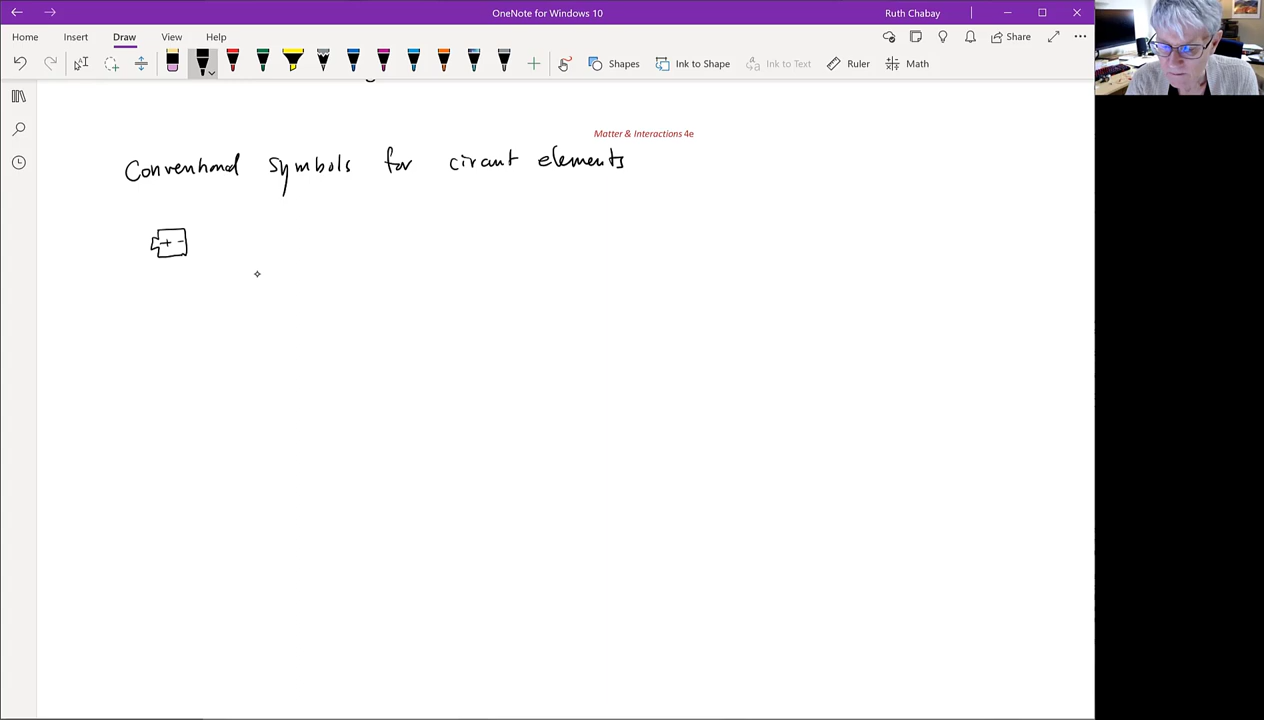 OneNote for Windows 10
Ruth Chabay
Home Insert Draw View Help
Share
Shapes Ink to Shape Ink to Text Ruler Math
Matter & Interactions 4e
Conventional symbols for circuit elements
+ -